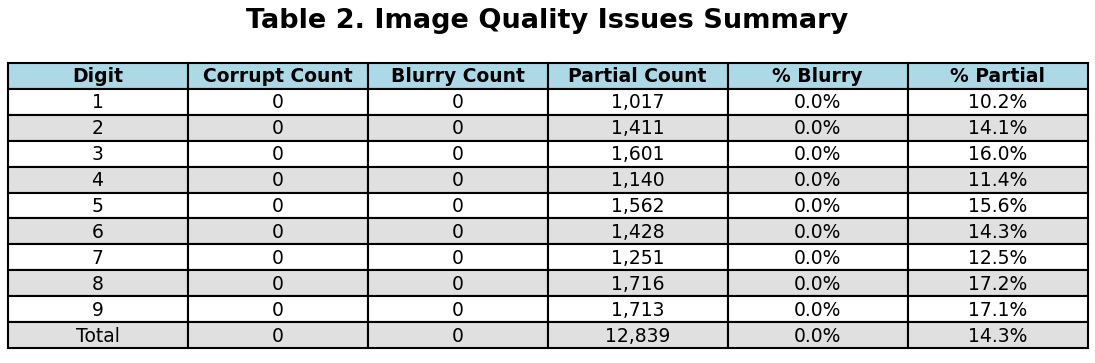 Table 2. Image Quality Issues Summary
Digit Corrupt Count Blurry Count Partial Count % Blurry % Partial
1 0 0 1,017 0.0% 10.2%
2 0 0 1,411 0.0% 14.1%
3 0 0 1,601 0.0% 16.0%
4 0 0 1,140 0.0% 11.4%
5 0 0 1,562 0.0% 15.6%
6 0 0 1,428 0.0% 14.3%
7 0 0 1,251 0.0% 12.5%
8 0 0 1,716 0.0% 17.2%
9 0 0 1,713 0.0% 17.1%
Total 0 0 12,839 0.0% 14.3%